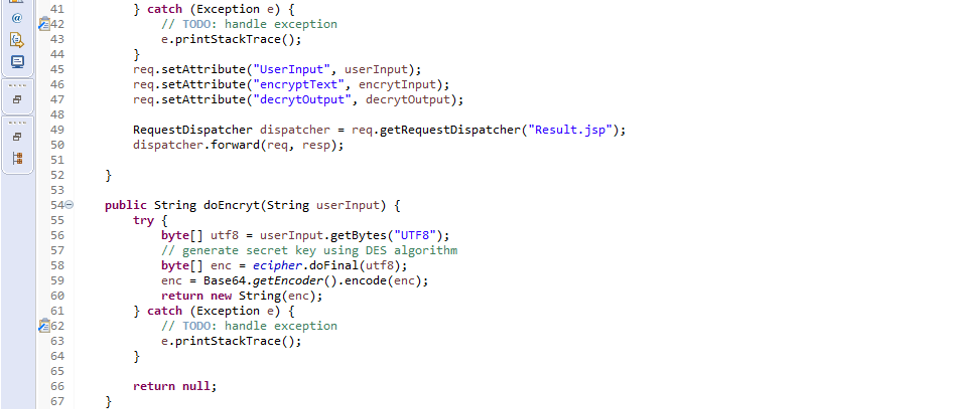 41 } catch (Exception e) {
42 // TODO: handle exception
43 e.printStackTrace();
44 }
45 req.setAttribute("UserInput", userInput);
46 req.setAttribute("encryptText", encrytInput);
47 req.setAttribute("decrytOutput", decrytOutput);
48
49 RequestDispatcher dispatcher = req.getRequestDispatcher("Result.jsp");
50 dispatcher.forward(req, resp);
51
52 }
53
54 public String doEncryt(String userInput) {
55 try {
56 byte[] utf8 = userInput.getBytes("UTF8");
57 // generate secret key using DES algorithm
58 byte[] enc = ecipher.doFinal(utf8);
59 enc = Base64.getEncoder().encode(enc);
60 return new String(enc);
61 } catch (Exception e) {
62 // TODO: handle exception
63 e.printStackTrace();
64 }
65
66 return null;
67 }